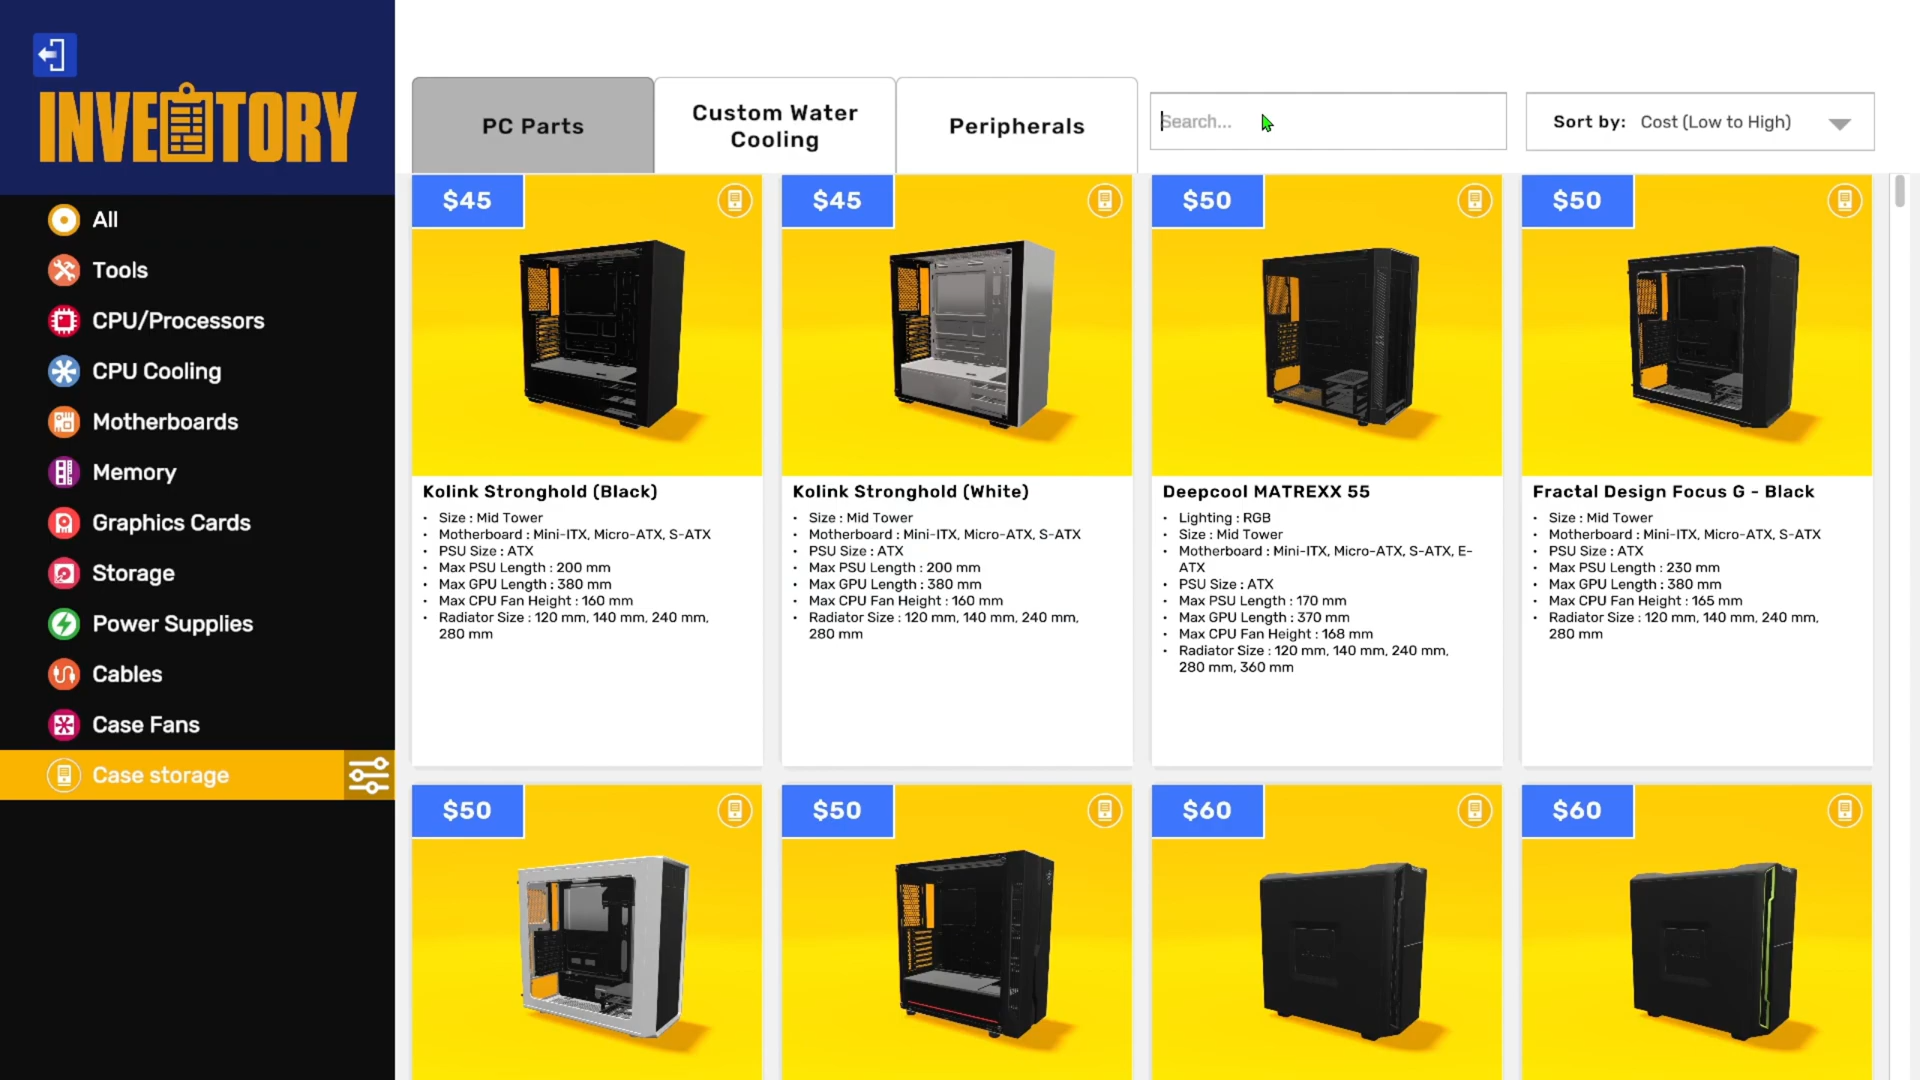 INVENTORY
All
Tools
CPU/Processors
CPU Cooling
Motherboards
Memory
Graphics Cards
Storage
Power Supplies
Cables
Case Fans
Case storage
PC Parts
Custom Water
Cooling
Peripherals
Search...
Sort by: Cost (Low to High)
$45
Kolink Stronghold (Black)
• Size : Mid Tower
• Motherboard : Mini-ITX, Micro-ATX, S-ATX
• PSU Size : ATX
• Max PSU Length : 200 mm
• Max GPU Length : 380 mm
• Max CPU Fan Height : 160 mm
• Radiator Size : 120 mm, 140 mm, 240 mm,
280 mm
$45
Kolink Stronghold (White)
• Size : Mid Tower
• Motherboard : Mini-ITX, Micro-ATX, S-ATX
• PSU Size : ATX
• Max PSU Length : 200 mm
• Max GPU Length : 380 mm
• Max CPU Fan Height : 160 mm
• Radiator Size : 120 mm, 140 mm, 240 mm,
280 mm
$50
Deepcool MATREXX 55
• Lighting : RGB
• Size : Mid Tower
• Motherboard : Mini-ITX, Micro-ATX, S-ATX, E-
ATX
• PSU Size : ATX
• Max PSU Length : 170 mm
• Max GPU Length : 370 mm
• Max CPU Fan Height : 168 mm
• Radiator Size : 120 mm, 140 mm, 240 mm,
280 mm, 360 mm
$50
Fractal Design Focus G - Black
• Size : Mid Tower
• Motherboard : Mini-ITX, Micro-ATX, S-ATX
• PSU Size : ATX
• Max PSU Length : 230 mm
• Max GPU Length : 380 mm
• Max CPU Fan Height : 165 mm
• Radiator Size : 120 mm, 140 mm, 240 mm,
280 mm
$50
$50
$60
$60